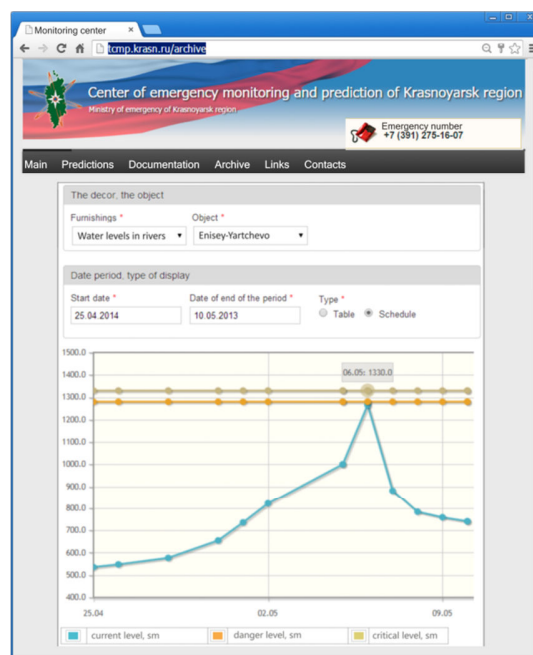 Monitoring center
tcmp.krasn.ru/archive
Center of emergency monitoring and prediction of Krasnoyarsk region
Ministry of emergency of Krasnoyarsk region
Emergency number
+7 (391) 275-16-07
Main Predictions Documentation Archive Links Contacts
The decor, the object
Furnishings * Object *
Water levels in rivers Enisey-Yartchevo
Date period, type of display
Start date * Date of end of the period * Type *
25.04.2014 10.05.2013 Table Schedule
1500.0
1400.0
06.05: 1330.0
1300.0
1200.0
1100.0
1000.0
900.0
800.0
700.0
600.0
500.0
400.0
25.04 02.05 09.05
current level, sm danger level, sm critical level, sm